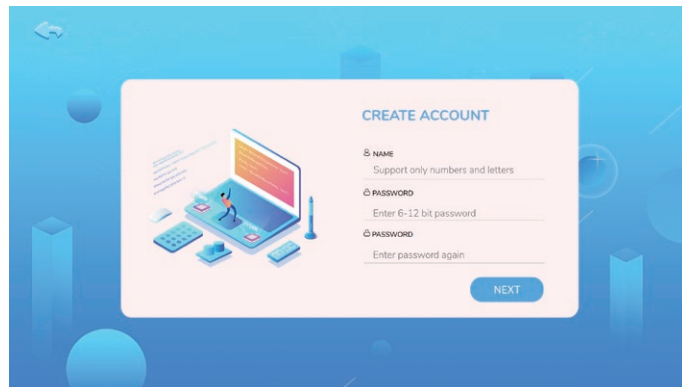 CREATE ACCOUNT
NAME
Support only numbers and letters
PASSWORD
Enter 6-12 bit password
PASSWORD
Enter password again
NEXT